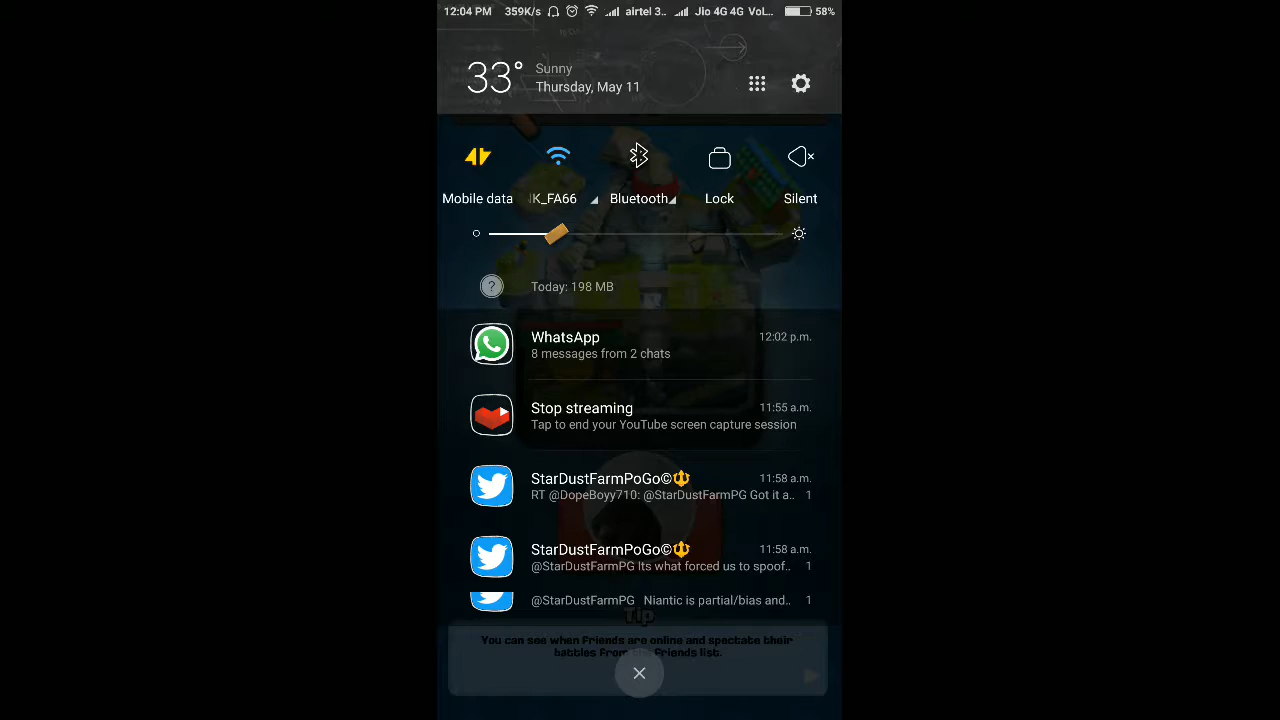 12:04 PM 359K/s airtel 3.. Jio 4G 4G VoL... 58%
33° Sunny
Thursday, May 11
Mobile data IK_FA66 Bluetooth Lock Silent
? Today: 198 MB
WhatsApp 12:02 p.m.
8 messages from 2 chats
Stop streaming 11:55 a.m.
Tap to end your YouTube screen capture session
StarDustFarmPoGo©🔱 11:58 a.m.
RT @DopeBoyy710: @StarDustFarmPG Got it a.. 1
StarDustFarmPoGo©🔱 11:58 a.m.
@StarDustFarmPG Its what forced us to spoof.. 1
@StarDustFarmPG Niantic is partial/bias and.. 1
Tip
You can see when Friends are online and spectate their
battles from the Friends list.